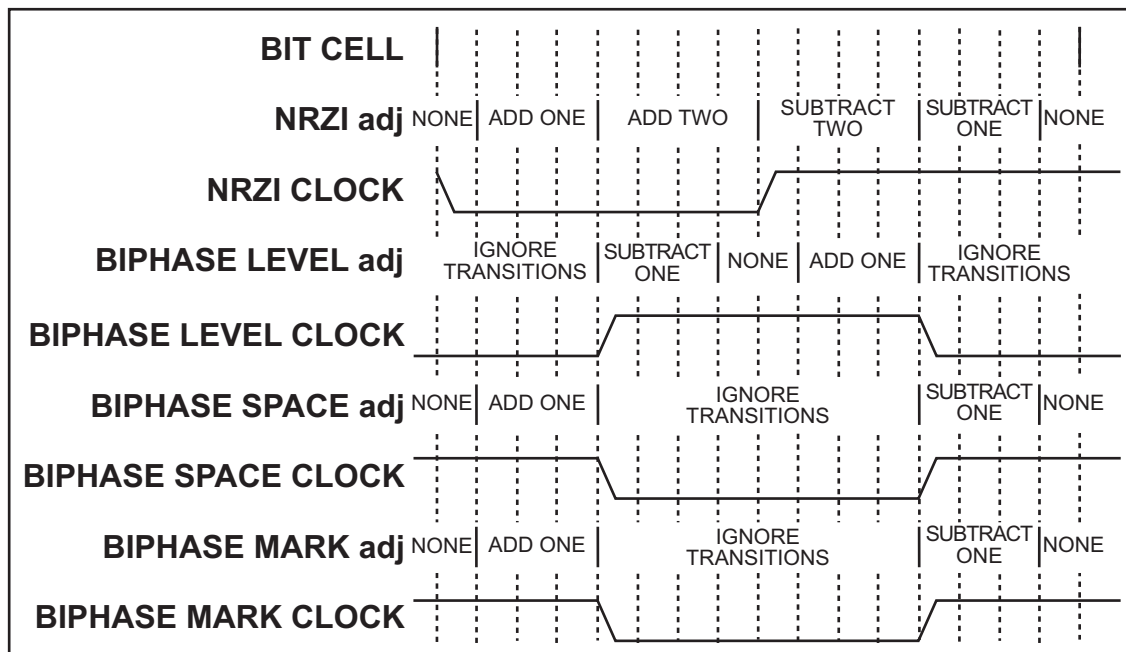 BIT CELL
NRZI adj NONE ADD ONE ADD TWO SUBTRACT TWO SUBTRACT ONE NONE
NRZI CLOCK
BIPHASE LEVEL adj IGNORE TRANSITIONS SUBTRACT ONE NONE ADD ONE IGNORE TRANSITIONS
BIPHASE LEVEL CLOCK
BIPHASE SPACE adj NONE ADD ONE IGNORE TRANSITIONS SUBTRACT ONE NONE
BIPHASE SPACE CLOCK
BIPHASE MARK adj NONE ADD ONE IGNORE TRANSITIONS SUBTRACT ONE NONE
BIPHASE MARK CLOCK